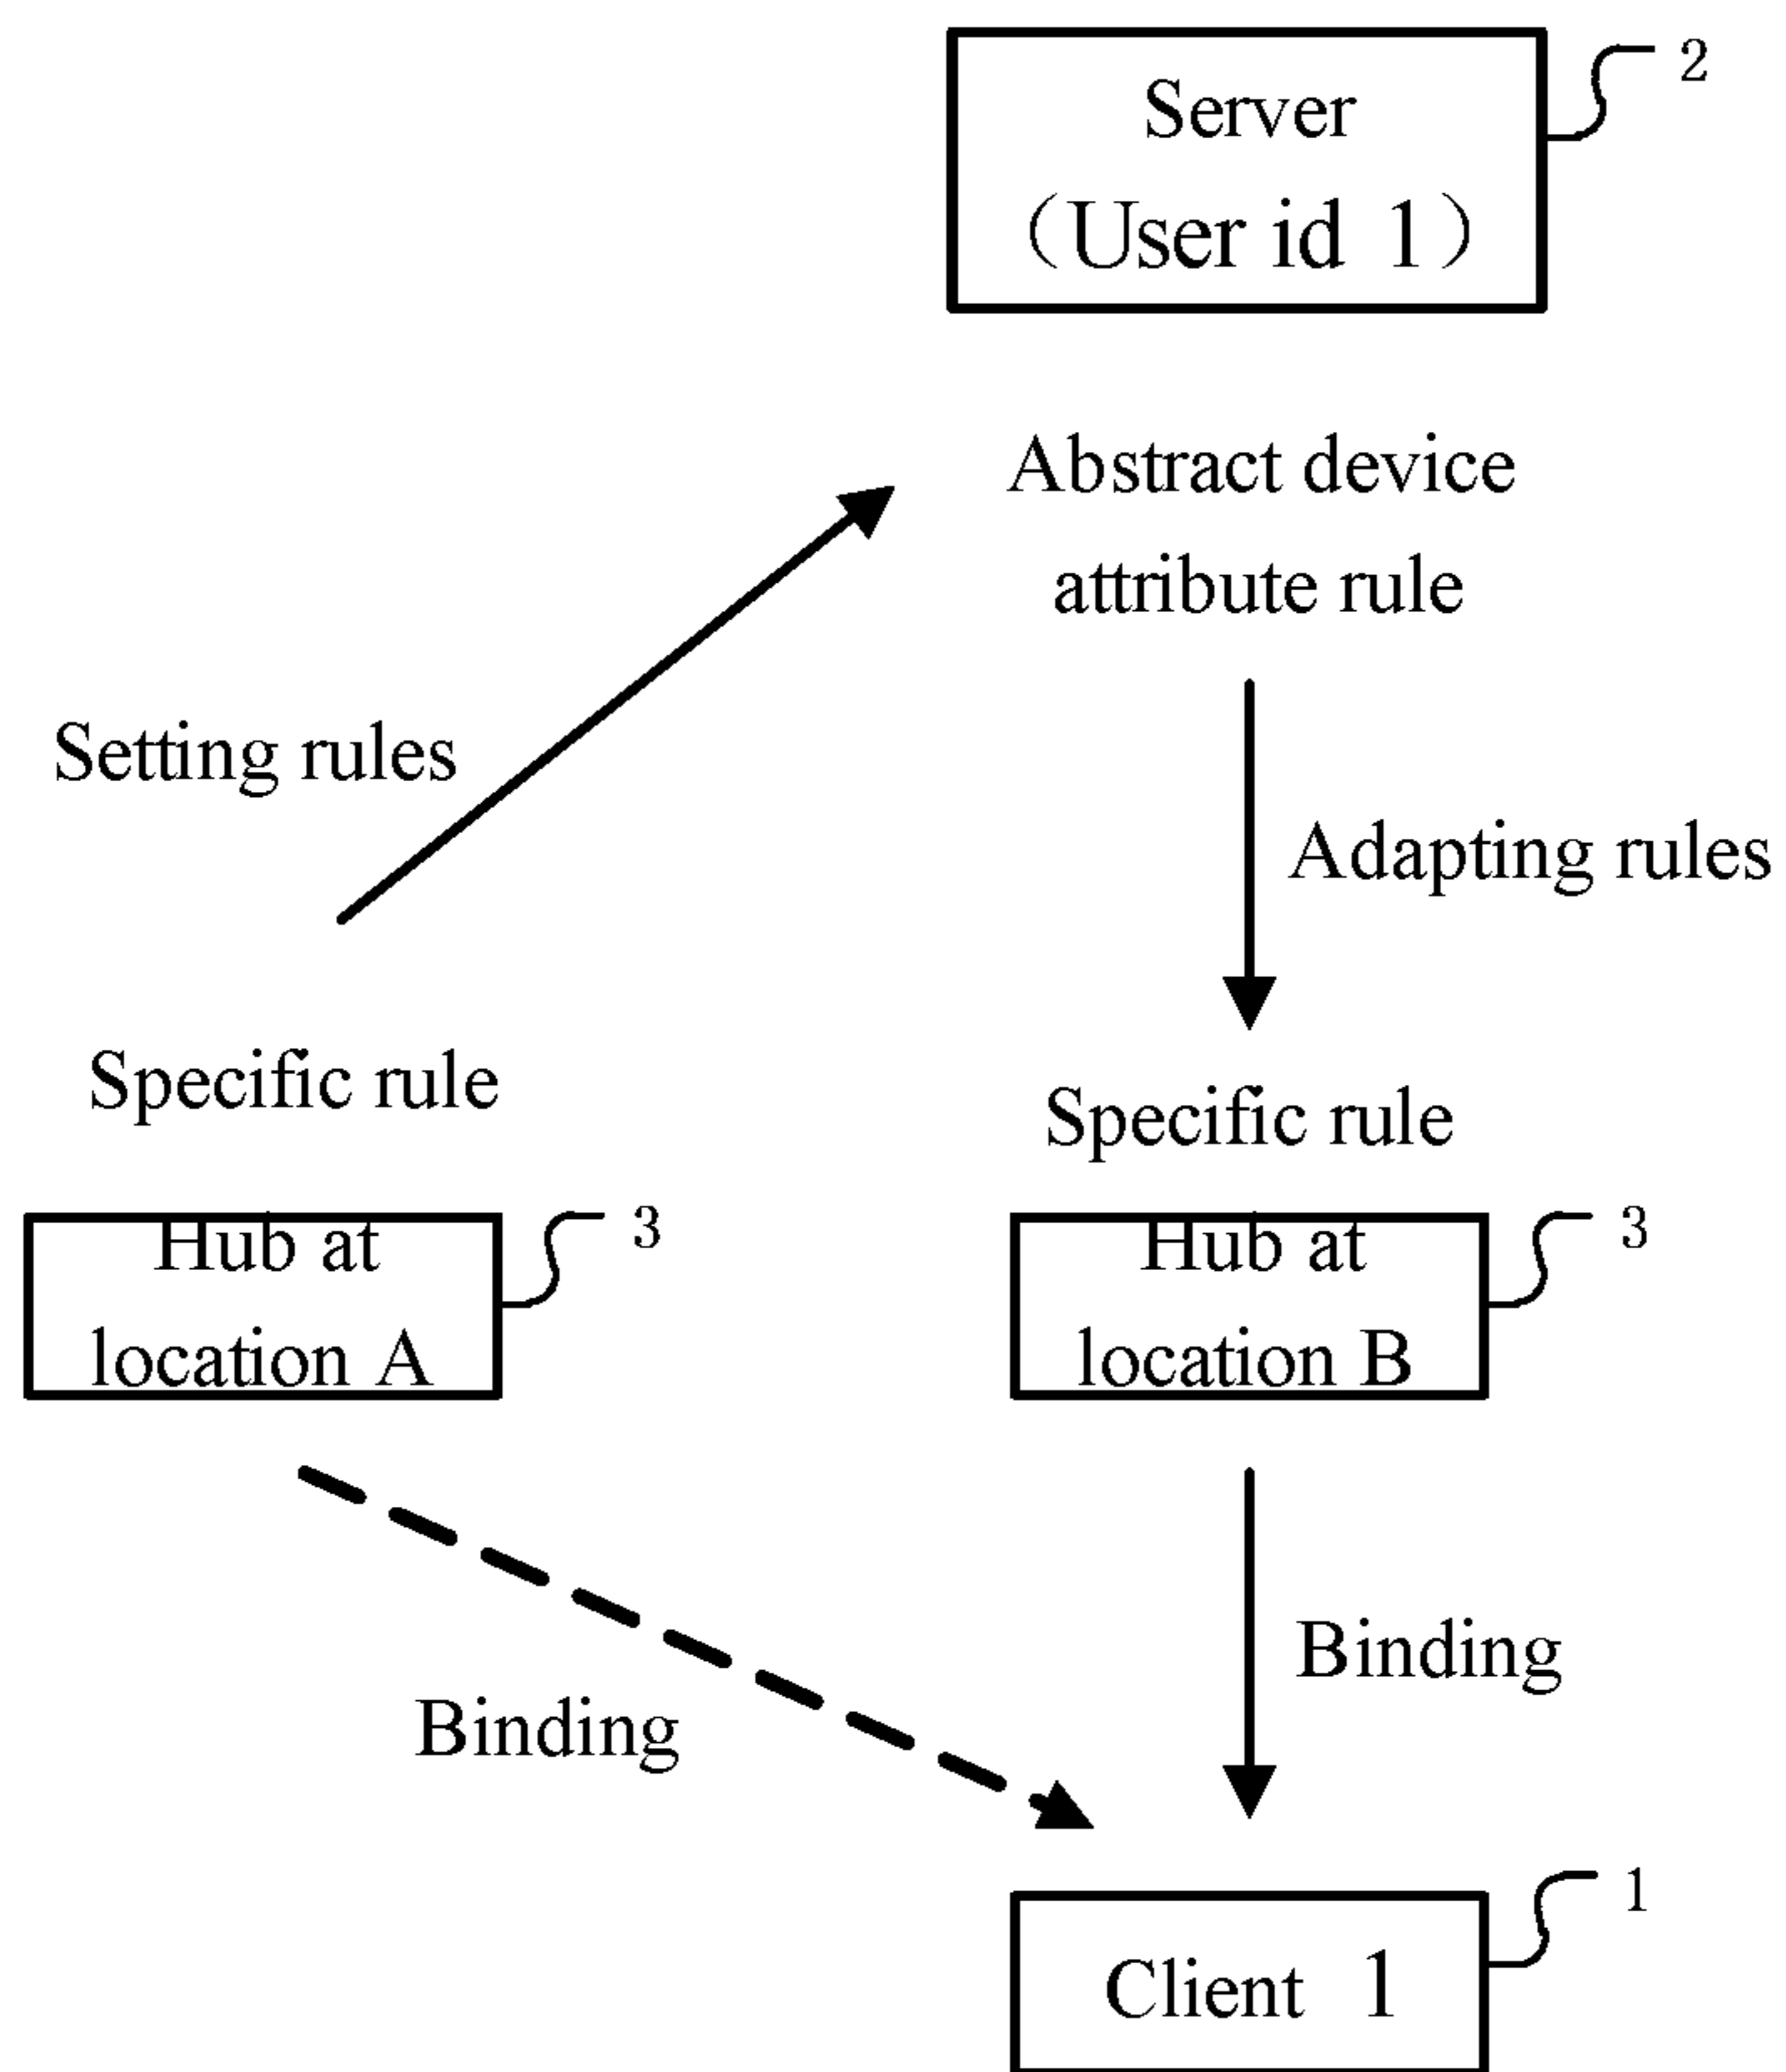 Server
2
（User id 1）
Abstract device
attribute rule
Setting rules
Adapting rules
Specific rule
Specific rule
Hub at
location A
3
Hub at
location B
3
Binding
Binding
1
Client 1